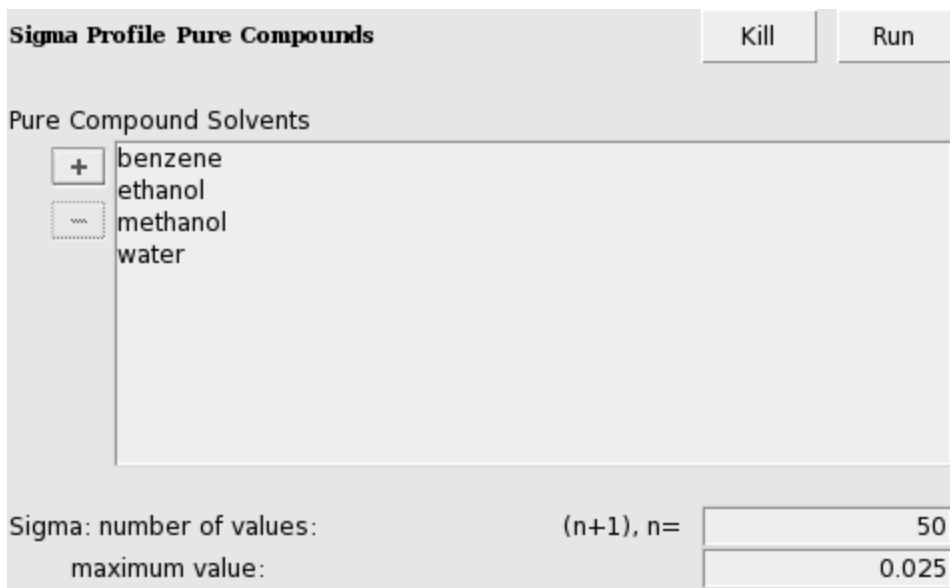 Sigma Profile Pure Compounds Kill Run
Pure Compound Solvents
+
benzene
ethanol
methanol
water
Sigma: number of values: (n+1), n= 50
maximum value: 0.025